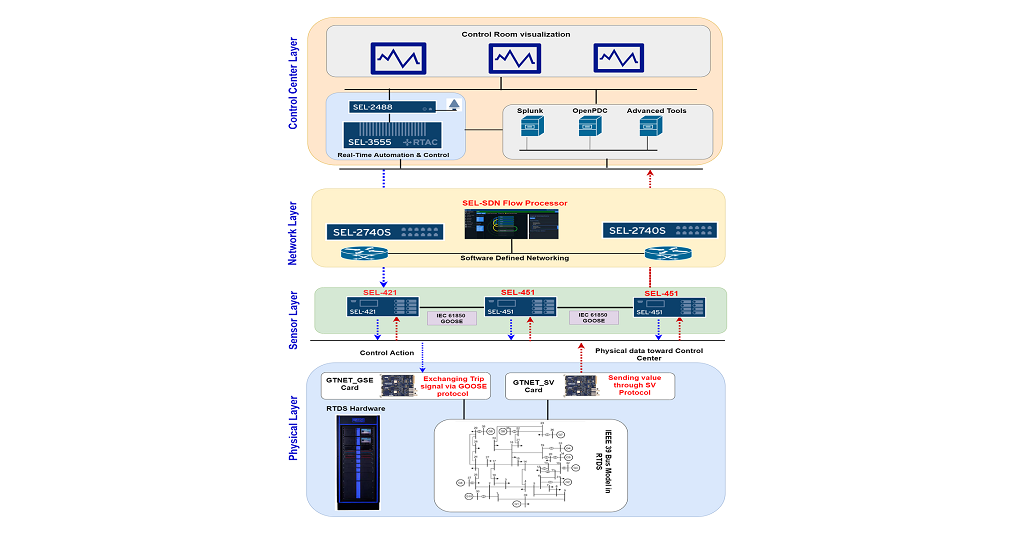 Control Center Layer
Control Room visualization
SEL-2488
SEL-3555
RTAC
Real-Time Automation & Control
Splunk
OpenPDC
Advanced Tools
Network Layer
SEL-SDN Flow Processor
SEL-2740S
SEL-2740S
Software Defined Networking
Sensor Layer
SEL-421
SEL-451
SEL-451
SEL-421
SEL-451
SEL-451
IEC 61850
GOOSE
IEC 61850
GOOSE
Control Action
Physical data toward Control
Center
Physical Layer
GTNET_GSE
Card
Exchanging Trip
signal via GOOSE
protocol
GTNET_SV
Card
Sending value
through SV
Protocol
RTDS Hardware
IEEE 39 Bus Model in
RTDS